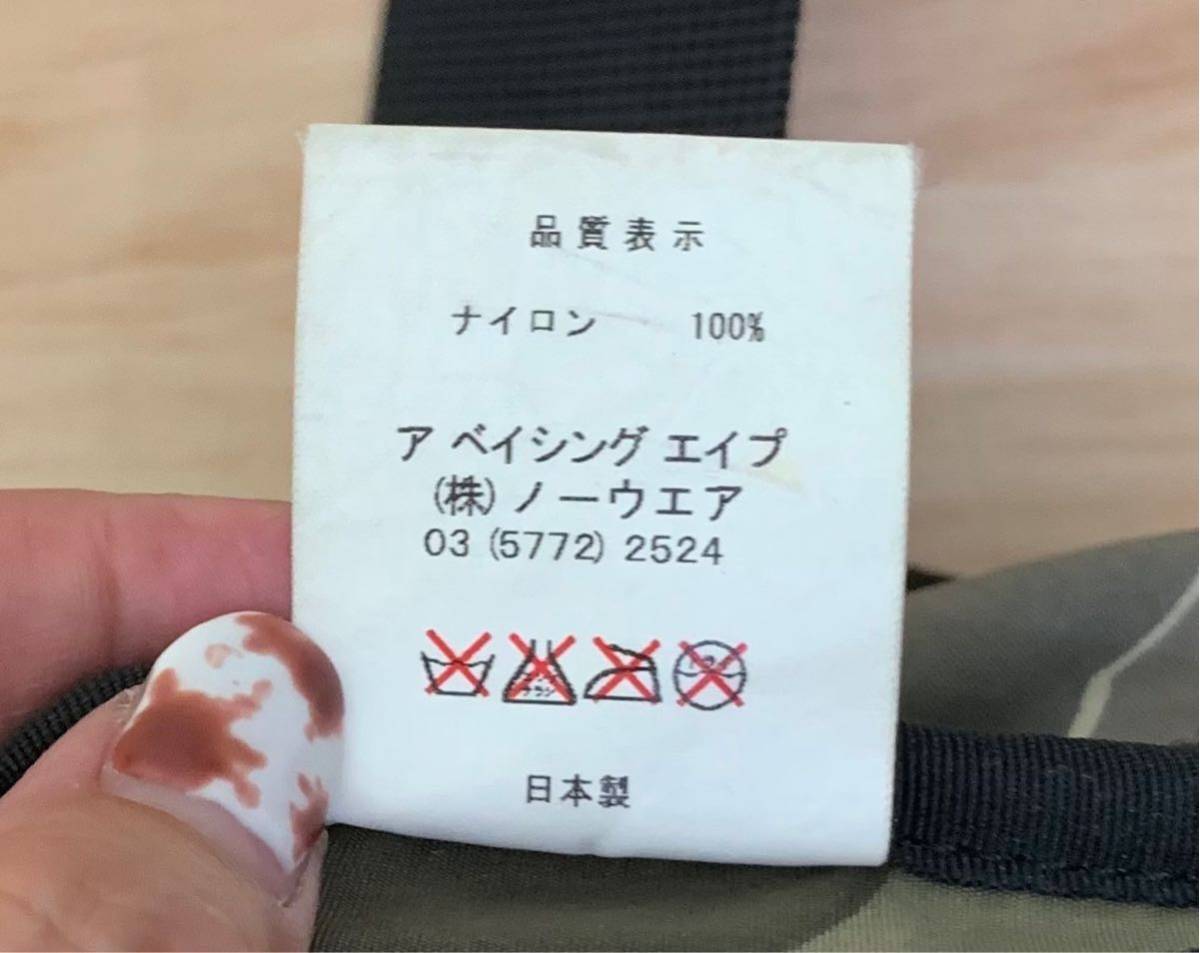 品質表示
ナイロン 100%
ア ベイシング エイプ
(株)ノーウエア
03 (5772) 2524
日本製